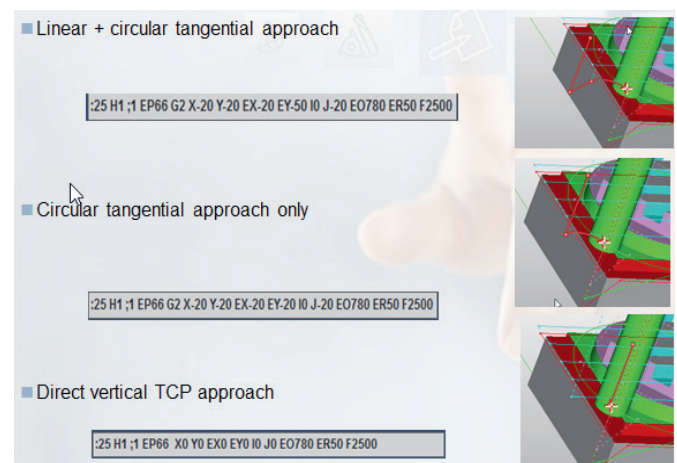 Linear + circular tangential approach
:25 H1 ;1 EP66 G2 X-20 Y-20 EX-20 EY-50 I0 J-20 EO780 ER50 F2500
Circular tangential approach only
:25 H1 ;1 EP66 G2 X-20 Y-20 EX-20 EY-20 I0 J-20 EO780 ER50 F2500
Direct vertical TCP approach
:25 H1 ;1 EP66 X0 Y0 EX0 EY0 I0 J0 EO780 ER50 F2500